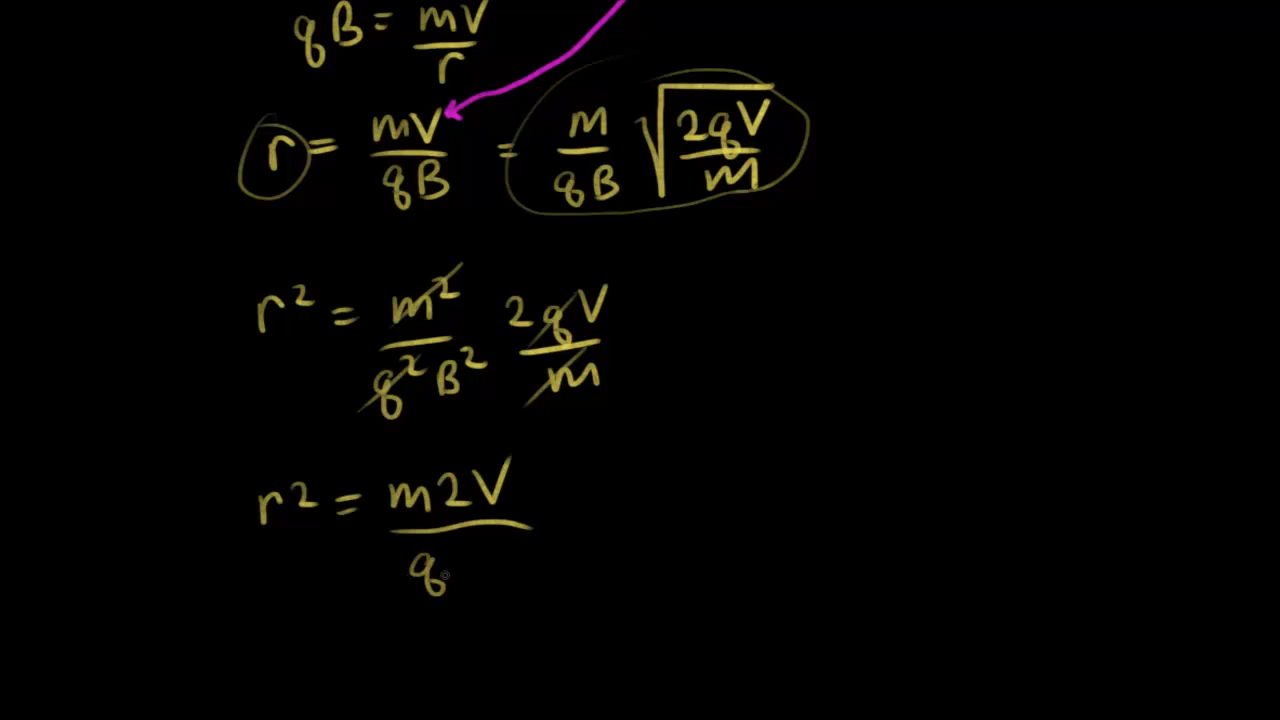 qB = mV/r
r = mV/qB = m/qB √(2qV/m)
r² = m²/q²B² 2qV/m
r² = m2V/q